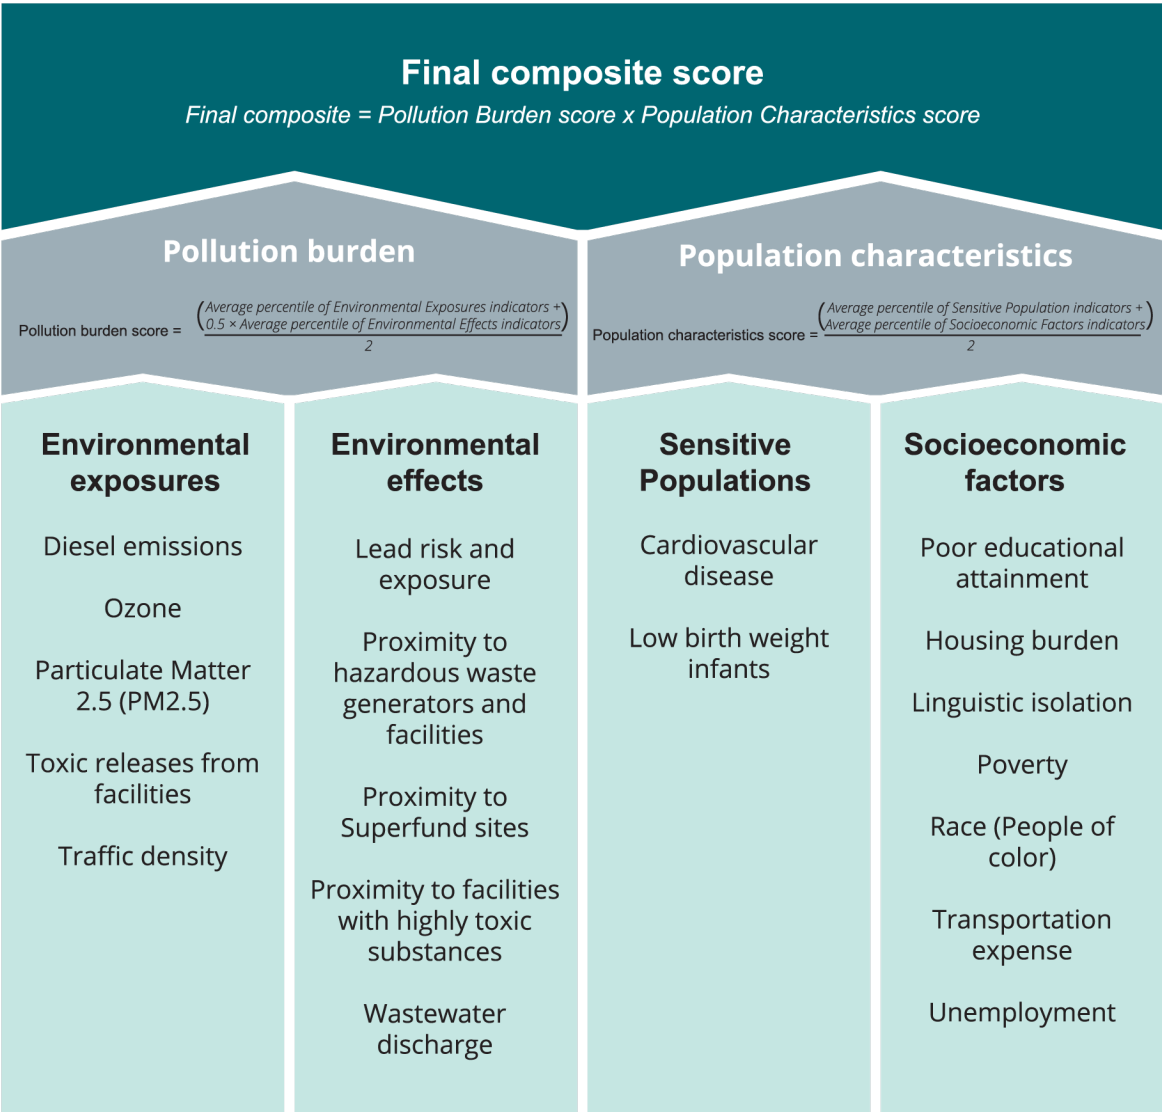 Final composite score
Final composite = Pollution Burden score x Population Characteristics score
Pollution burden
Pollution burden score =
(Average percentile of Environmental Exposures indicators +
0.5 × Average percentile of Environmental Effects indicators)
2
Population characteristics
Population characteristics score =
(Average percentile of Sensitive Population indicators +
Average percentile of Socioeconomic Factors indicators)
2
Environmental
exposures
Diesel emissions
Ozone
Particulate Matter
2.5 (PM2.5)
Toxic releases from
facilities
Traffic density
Environmental
effects
Lead risk and
exposure
Proximity to
hazardous waste
generators and
facilities
Proximity to
Superfund sites
Proximity to facilities
with highly toxic
substances
Wastewater
discharge
Sensitive
Populations
Cardiovascular
disease
Low birth weight
infants
Socioeconomic
factors
Poor educational
attainment
Housing burden
Linguistic isolation
Poverty
Race (People of
color)
Transportation
expense
Unemployment